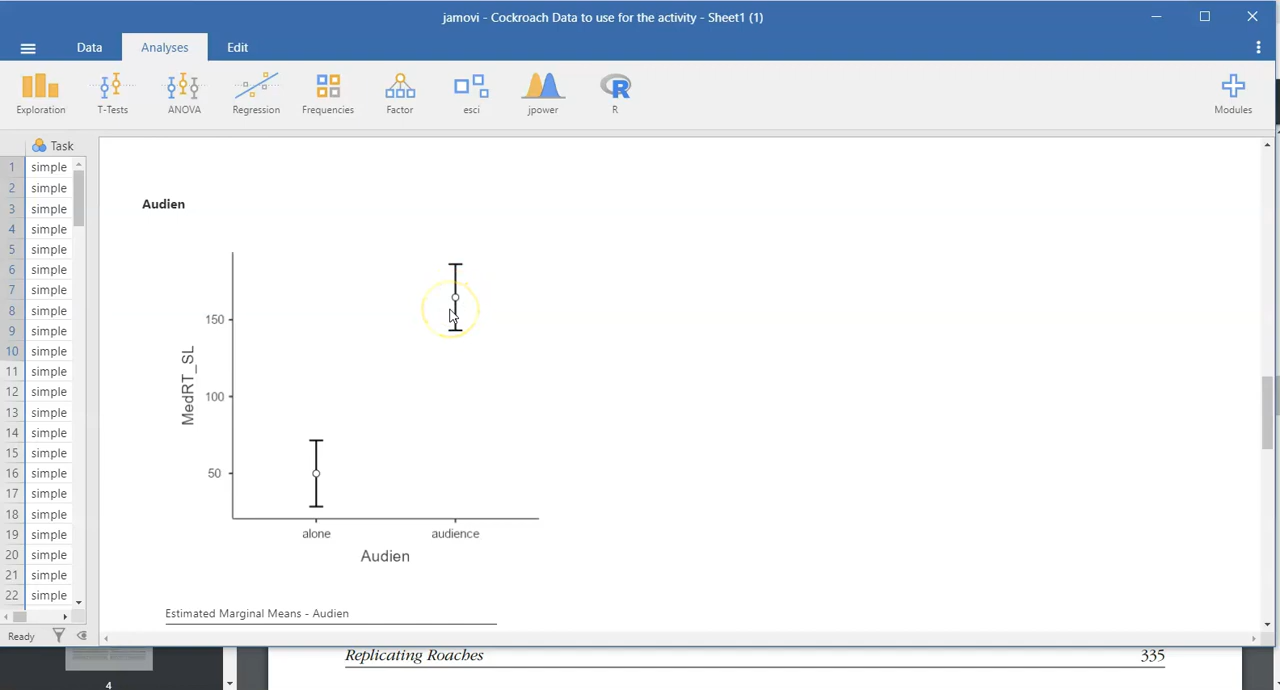 jamovi - Cockroach Data to use for the activity - Sheet1 (1)
Data Analyses Edit
Exploration T-Tests ANOVA Regression Frequencies Factor esci jpower R Modules
Task
1 simple
2 simple
3 simple
4 simple
5 simple
6 simple
7 simple
8 simple
9 simple
10 simple
11 simple
12 simple
13 simple
14 simple
15 simple
16 simple
17 simple
18 simple
19 simple
20 simple
21 simple
22 simple
Ready
Audien
MedRT_SL
150
100
50
alone audience
Audien
Estimated Marginal Means - Audien
4
Replicating Roaches 335